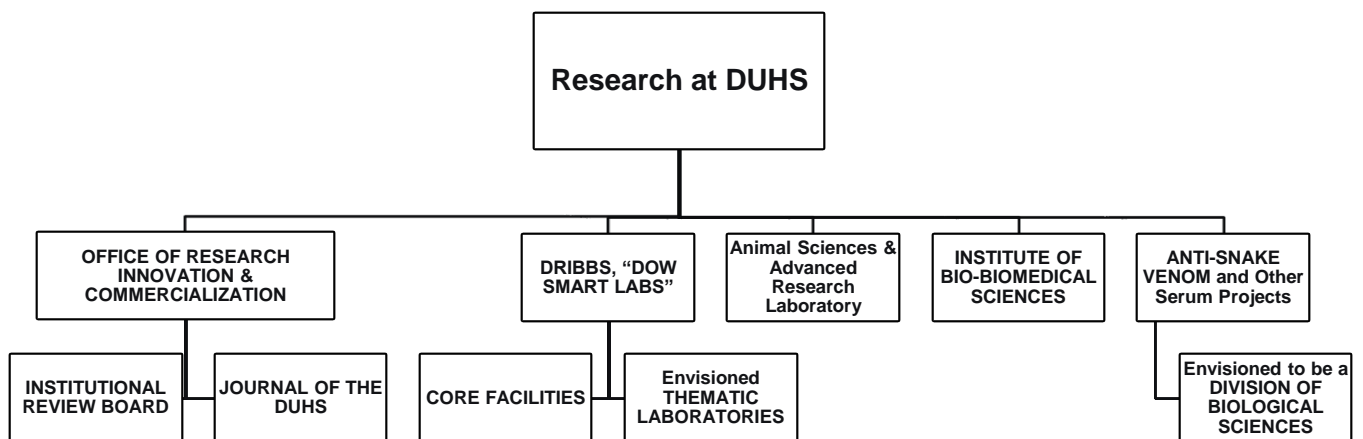 Research at DUHS
OFFICE OF RESEARCH
INNOVATION &
COMMERCIALIZATION
DRIBBS, “DOW
SMART LABS”
Animal Sciences &
Advanced
Research
Laboratory
INSTITUTE OF
BIO-BIOMEDICAL
SCIENCES
ANTI-SNAKE
VENOM and Other
Serum Projects
INSTITUTIONAL
REVIEW BOARD
JOURNAL OF THE
DUHS
CORE FACILITIES
Envisioned
THEMATIC
LABORATORIES
Envisioned to be a
DIVISION OF
BIOLOGICAL
SCIENCES